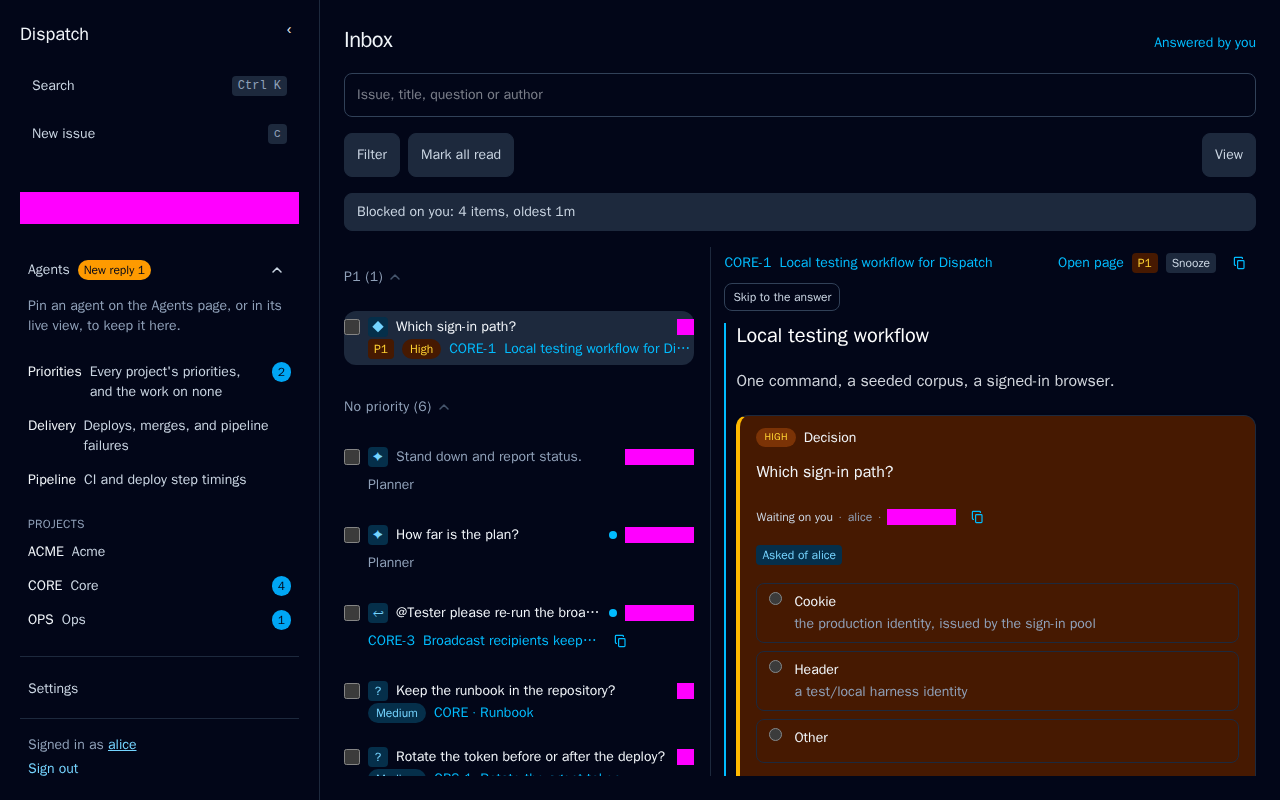 Dispatch
Search
Ctrl K
New issue
C
Agents
New reply 1
Pin an agent on the Agents page, or in its
live view, to keep it here.
Priorities Every project's priorities,
and the work on none
2
Delivery Deploys, merges, and pipeline
failures
Pipeline CI and deploy step timings
PROJECTS
ACME Acme
CORE Core
4
OPS Ops
1
Settings
Signed in as alice
Sign out
Inbox
Answered by you
Issue, title, question or author
Filter
Mark all read
View
Blocked on you: 4 items, oldest 1m
P1 (1)
Which sign-in path?
P1 High CORE-1 Local testing workflow for Di…
No priority (6)
Stand down and report status.
Planner
How far is the plan?
Planner
@Tester please re-run the broa…
CORE-3 Broadcast recipients keep…
? Keep the runbook in the repository?
Medium CORE · Runbook
? Rotate the token before or after the deploy?
CORE-1 Local testing workflow for Dispatch
Open page
P1
Snooze
Skip to the answer
Local testing workflow
One command, a seeded corpus, a signed-in browser.
HIGH Decision
Which sign-in path?
Waiting on you · alice ·
Asked of alice
Cookie
the production identity, issued by the sign-in pool
Header
a test/local harness identity
Other